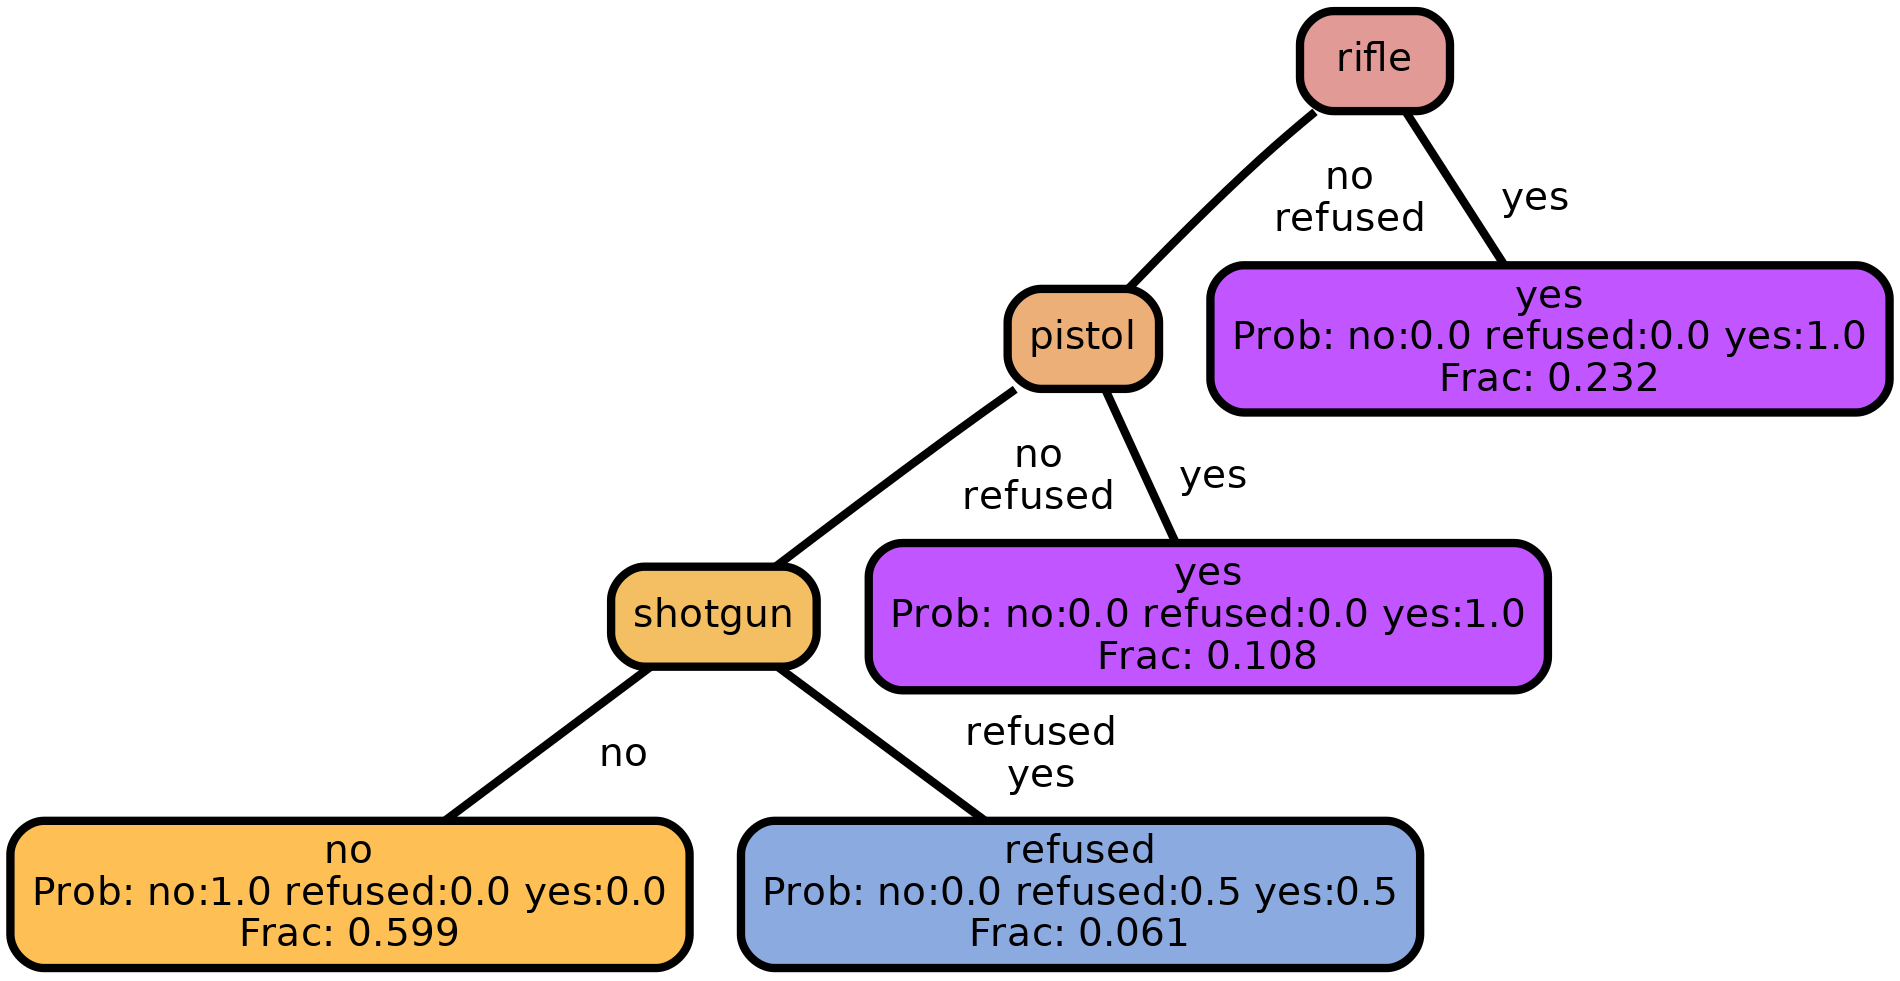 rifle
no
refused
yes
pistol
yes
Prob: no:0.0 refused:0.0 yes:1.0
Frac: 0.232
no
refused
yes
shotgun
yes
Prob: no:0.0 refused:0.0 yes:1.0
Frac: 0.108
no
refused
yes
no
Prob: no:1.0 refused:0.0 yes:0.0
Frac: 0.599
refused
Prob: no:0.0 refused:0.5 yes:0.5
Frac: 0.061